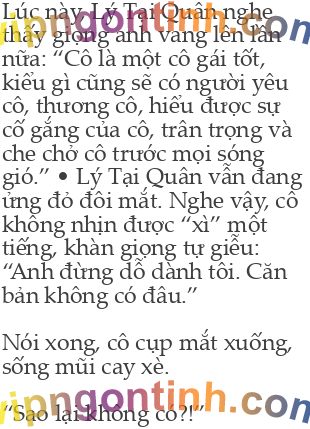 Lúc này, Lý Tại Quân nghe
thấy giọng anh vang lên lần
nữa: “Cô là một cô gái tốt,
kiểu gì cũng sẽ có người yêu
cô, thương cô, hiểu được sự
cố gắng của cô, trân trọng và
che chở cô trước mọi sóng
gió.” • Lý Tại Quân vẫn đang
ửng đỏ đôi mắt. Nghe vậy, cô
không nhịn được “xì” một
tiếng, khàn giọng tự giễu:
“Anh đừng dỗ dành tôi. Căn
bản không có đâu.”
Nói xong, cô cụp mắt xuống,
sống mũi cay xè.
“Sao lại không có?!”
vipngontinh.com
vipngontinh.com